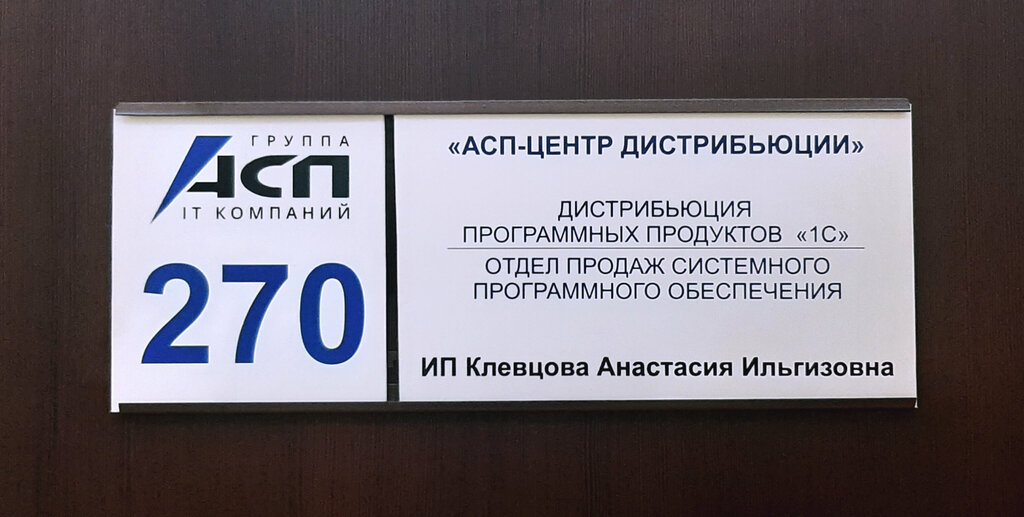 ГРУППА
АСП
IT КОМПАНИЙ
270
«АСП-ЦЕНТР ДИСТРИБЬЮЦИИ»
ДИСТРИБЬЮЦИЯ
ПРОГРАММНЫХ ПРОДУКТОВ «1С»
ОТДЕЛ ПРОДАЖ СИСТЕМНОГО
ПРОГРАММНОГО ОБЕСПЕЧЕНИЯ
ИП Клевцова Анастасия Ильгизовна